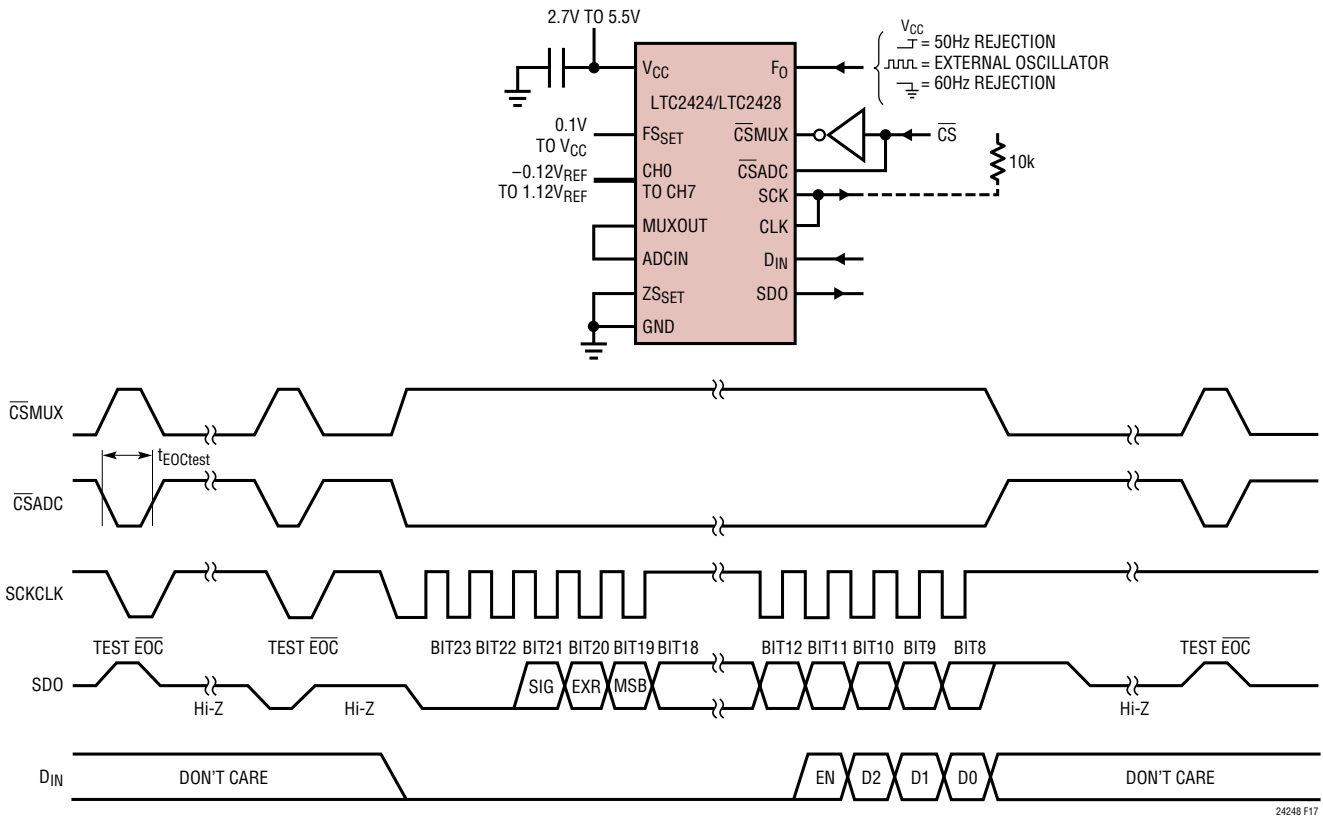 2.7V TO 5.5V
VCC
= 50Hz REJECTION
= EXTERNAL OSCILLATOR
= 60Hz REJECTION
VCC
FO
LTC2424/LTC2428
0.1V
TO VCC
FSSET
CSMUX
CS
–0.12VREF
TO 1.12VREF
CH0
TO CH7
CSADC
10k
SCK
MUXOUT
CLK
ADCIN
DIN
ZSSET
SDO
GND
CSMUX
tEOCtest
CSADC
SCKCLK
TEST EOC
TEST EOC
BIT23 BIT22 BIT21 BIT20 BIT19 BIT18
BIT12 BIT11 BIT10 BIT9 BIT8
TEST EOC
SDO
SIG EXR MSB
Hi-Z
Hi-Z
Hi-Z
DIN
DON'T CARE
EN D2 D1 D0
DON'T CARE
24248 F17